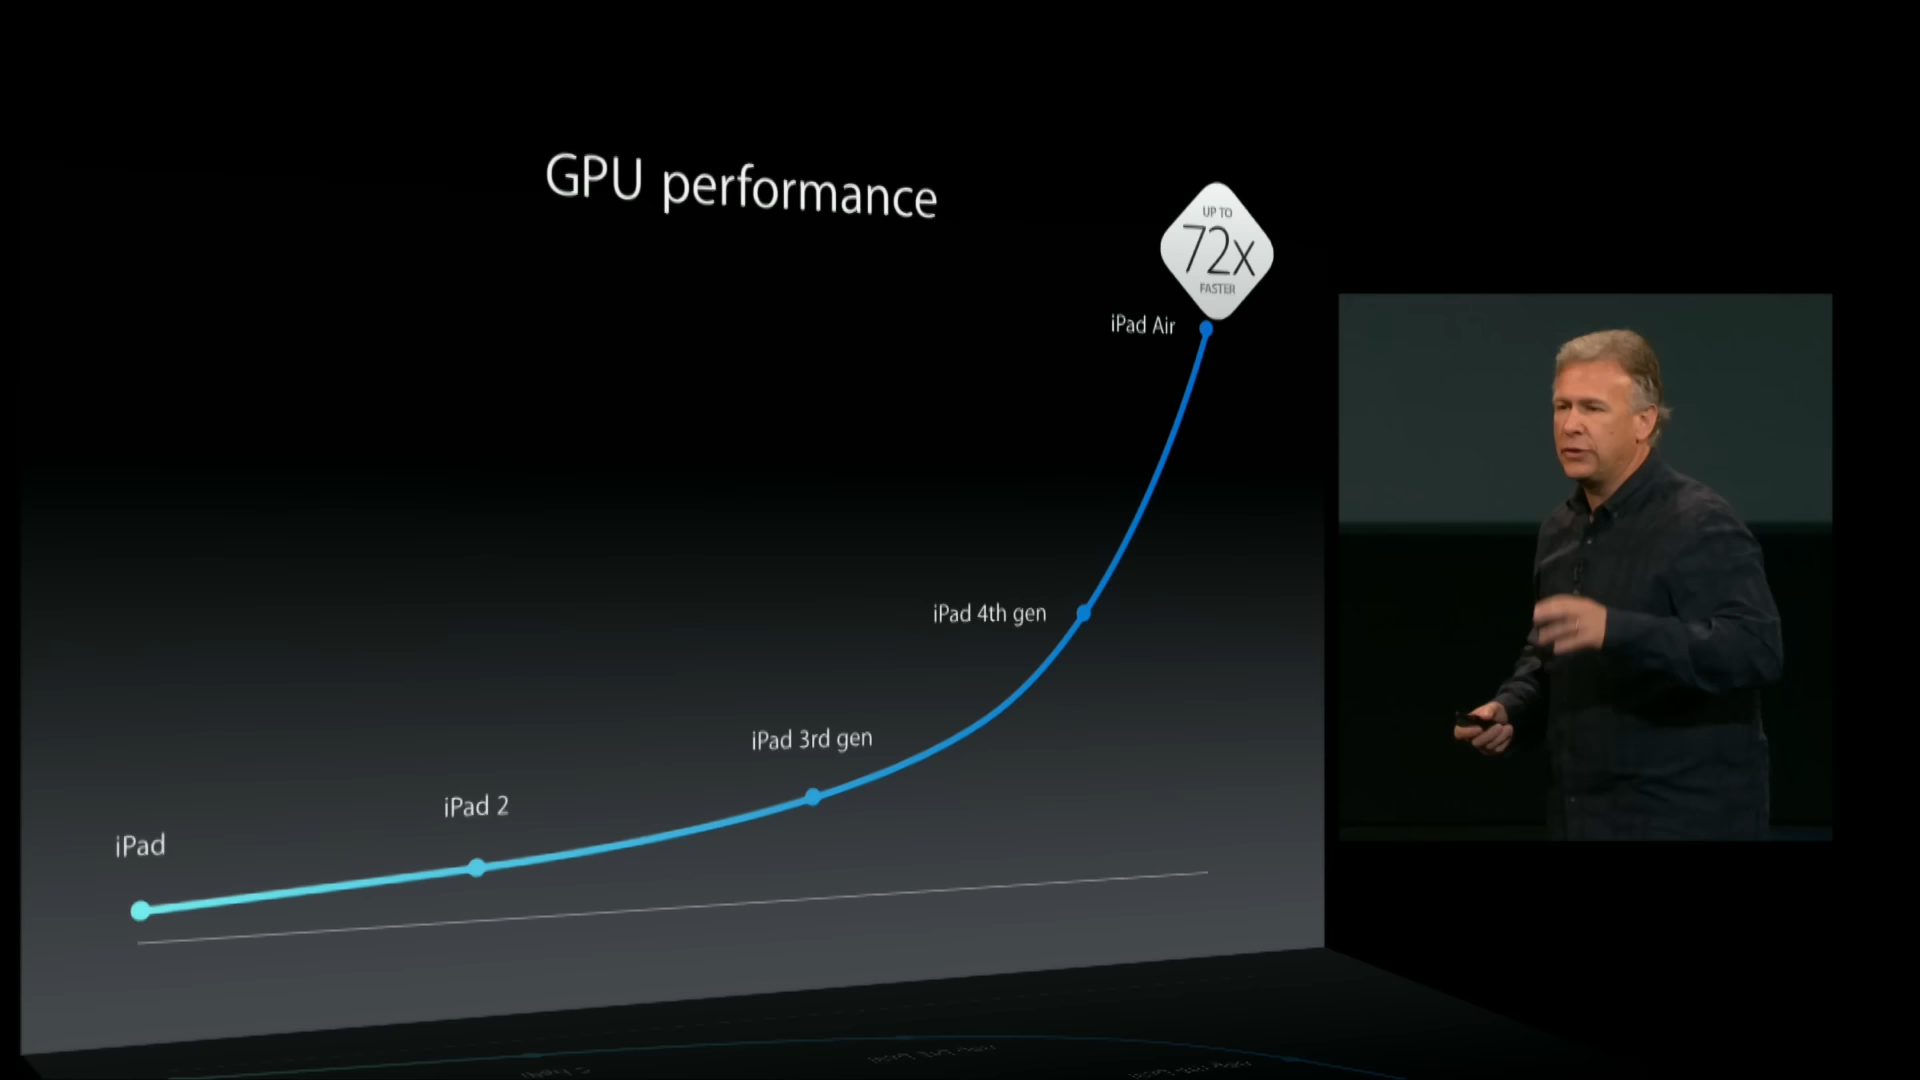 GPU performance
UP TO
72x
FASTER
iPad Air
iPad 4th gen
iPad 3rd gen
iPad 2
iPad